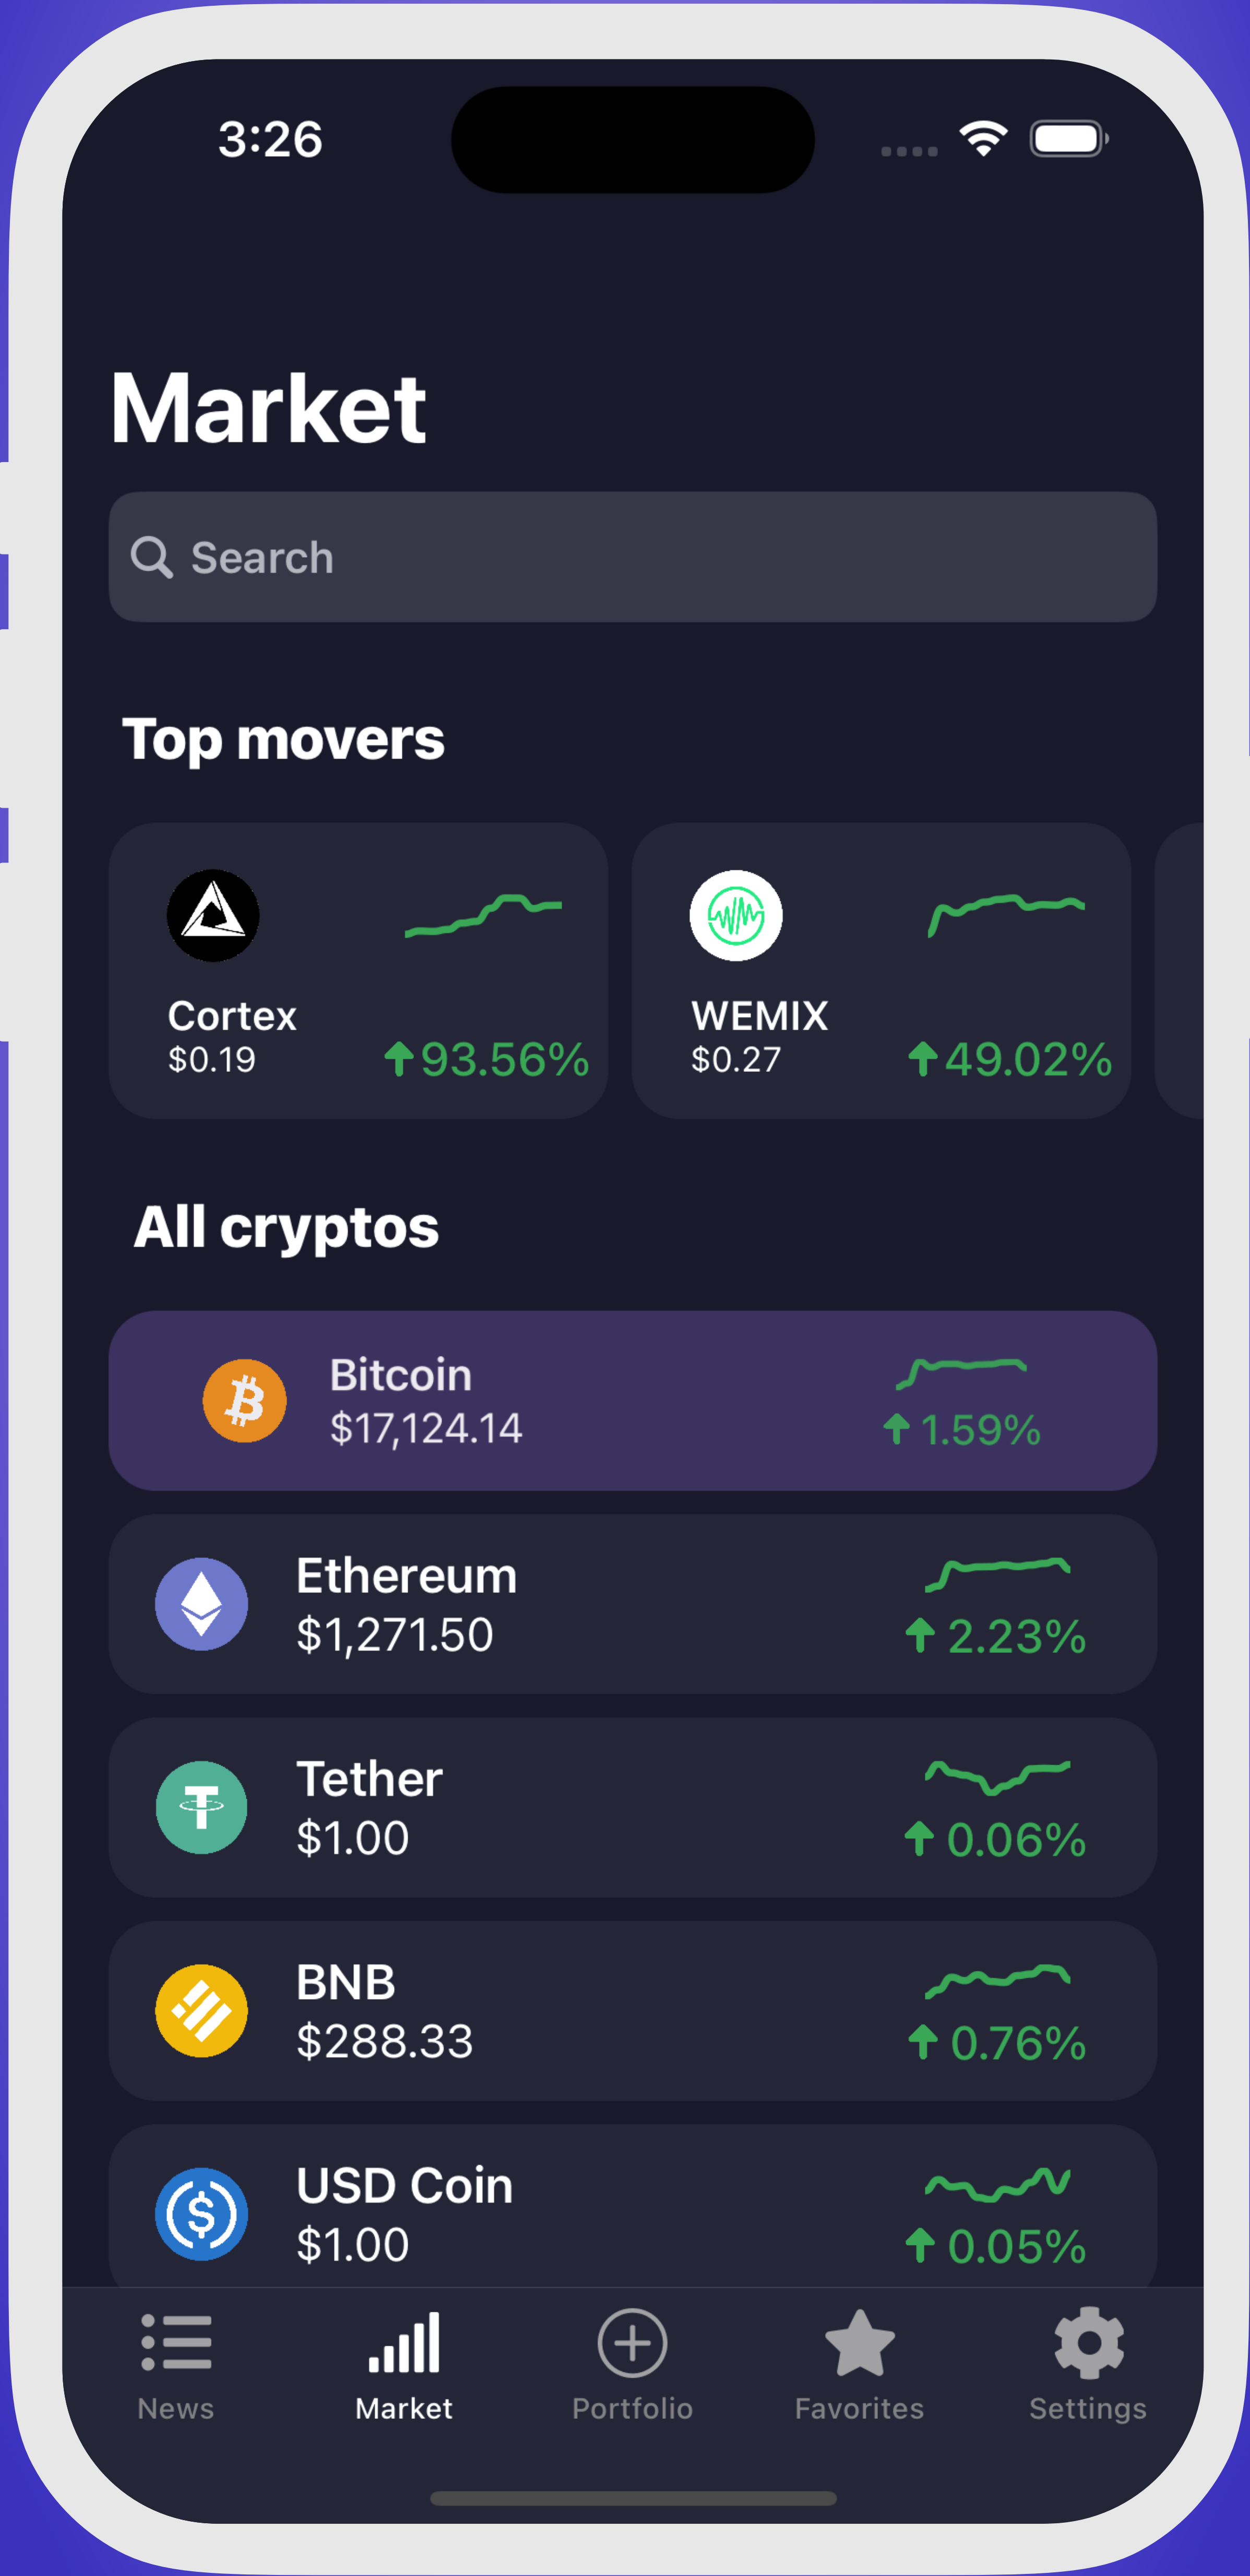 3:26
Market
Search
Top movers
Cortex
$0.19
93.56%
WEMIX
$0.27
49.02%
All cryptos
Bitcoin
$17,124.14
1.59%
Ethereum
$1,271.50
2.23%
Tether
$1.00
0.06%
BNB
$288.33
0.76%
USD Coin
$1.00
0.05%
News
Market
Portfolio
Favorites
Settings